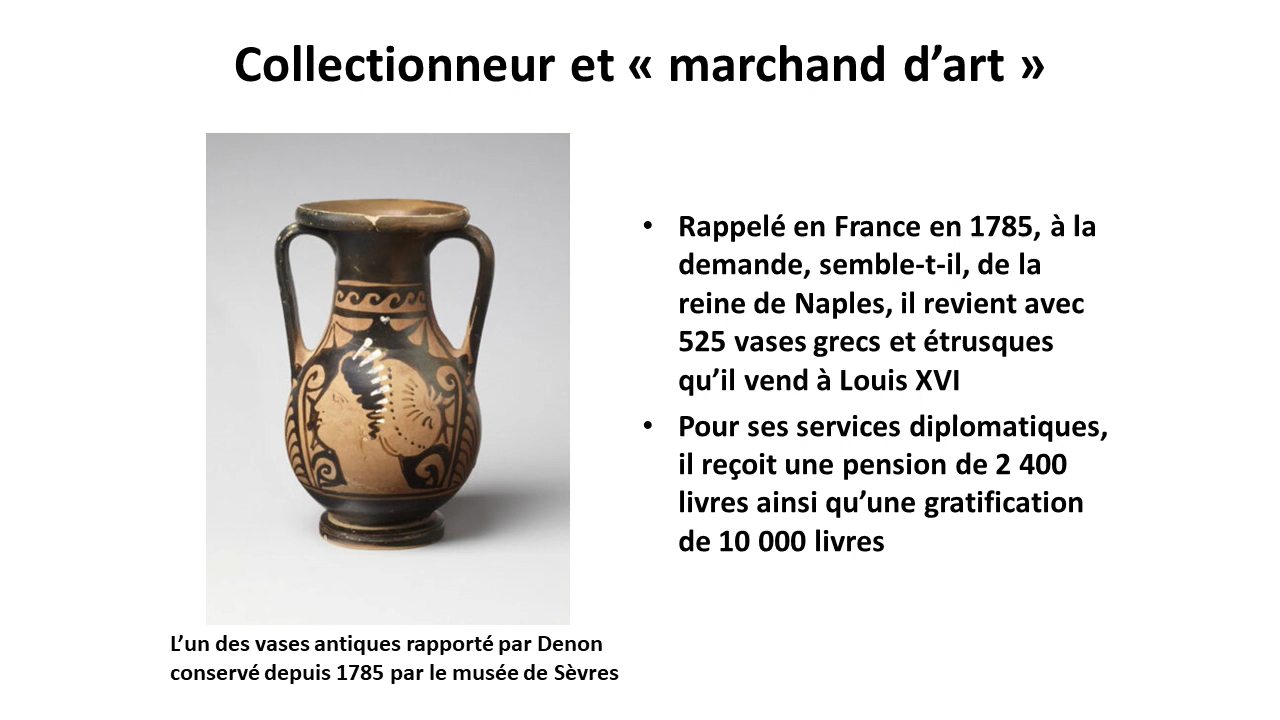 Collectionneur et « marchand d’art »
• Rappelé en France en 1785, à la
demande, semble-t-il, de la
reine de Naples, il revient avec
525 vases grecs et étrusques
qu’il vend à Louis XVI
• Pour ses services diplomatiques,
il reçoit une pension de 2 400
livres ainsi qu’une gratification
de 10 000 livres
L’un des vases antiques rapporté par Denon
conservé depuis 1785 par le musée de Sèvres